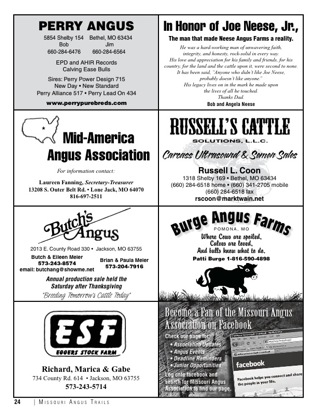 PERRY ANGUS
5854 Shelby 154   Bethel, MO 63434
Bob   Jim
660-284-6476   660-284-6564
EPD and AHIR Records
Calving Ease Bulls
Sires: Perry Power Design 715
New Day • New Standard
Perry Alliance 517 • Perry Lead On 434
www.perrypurebreds.com
In Honor of Joe Neese, Jr.,
The man that made Neese Angus Farms a reality.
He was a hard-working man of unwavering faith,
integrity, and honesty, rock-solid in every way.
His love and appreciation for his family and friends, for his
country, for the land and the cattle upon it, were second to none.
It has been said, "Anyone who didn't like Joe Neese,
probably doesn't like anyone."
His legacy lives on in the mark he made upon
the lives of all he touched.
Thanks Dad.
Bob and Angela Neese
Mid-America
Angus Association
For information contact:
Laureen Fanning, Secretary-Treasurer
13208 S. Outer Belt Rd. • Lone Jack, MO 64070
816-697-2511
RUSSELL'S CATTLE
SOLUTIONS, L.L.C.
Carcass Ultrasound & Semen Sales
Russell L. Coon
1318 Shelby 169 • Bethel, MO 63434
(660) 284-6518 home • (660) 341-2705 mobile
(660) 284-6518 fax
rscoon@marktwain.net
Butch's
Angus
2013 E. County Road 330 • Jackson, MO 63755
Butch & Eileen Meier
573-243-8574
email: butchang@showme.net
Brian & Paula Meier
573-204-7916
Annual production sale held the
Saturday after Thanksgiving
"Breeding Tomorrow's Cattle Today"
Burge Angus Farms
POMONA, MO
Where Cows are spoiled,
Calves are loved,
And bulls know what to do.
Patti Burge 1-816-590-4898
ESF
EGGERS STOCK FARM
Richard, Marica & Gabe
734 County Rd. 614 • Jackson, MO 63755
573-243-5714
Become a Fan of the Missouri Angus
Association on Facebook
Check our page for:
• Association Updates
• Angus Events
• Deadline Reminders
• Junior Opportunities
Log onto facebook and
search for Missouri Angus
Association to find our page.
facebook
Facebook helps you connect and share
the people in your life.
24   | MISSOURI ANGUS TRAILS